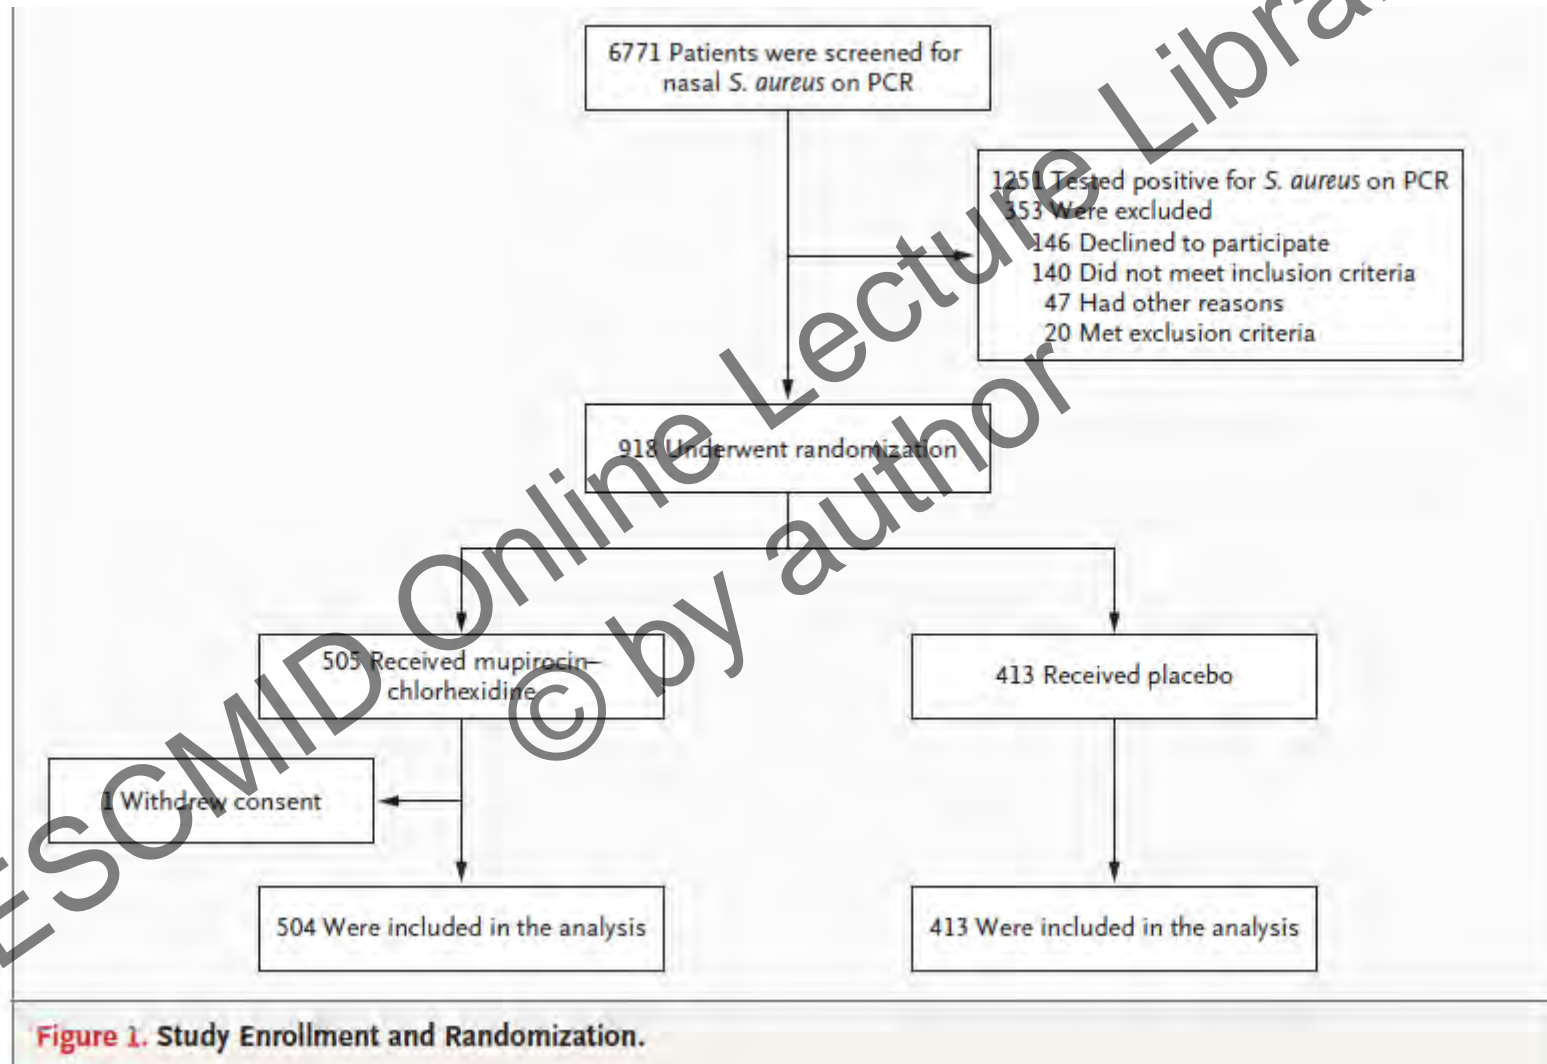 6771 Patients were screened for
nasal S. aureus on PCR
1251 Tested positive for S. aureus on PCR
353 Were excluded
146 Declined to participate
140 Did not meet inclusion criteria
47 Had other reasons
20 Met exclusion criteria
918 Underwent randomization
505 Received mupirocin–
chlorhexidine
413 Received placebo
1 Withdrew consent
504 Were included in the analysis
413 Were included in the analysis
Figure 1. Study Enrollment and Randomization.
ESCMID Online Lecture Libra
© by author